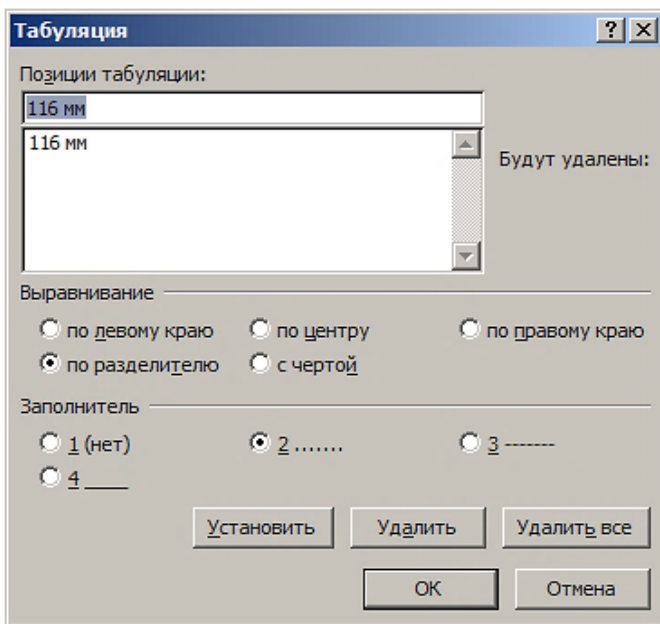 Табуляция
Позиции табуляции:
116 мм
116 мм
Будут удалены:
Выравнивание
по левому краю по центру по правому краю
по разделителю с чертой
Заполнитель
1 (нет) 2 ....... 3 -------
4 ____
Установить Удалить Удалить все
ОК Отмена